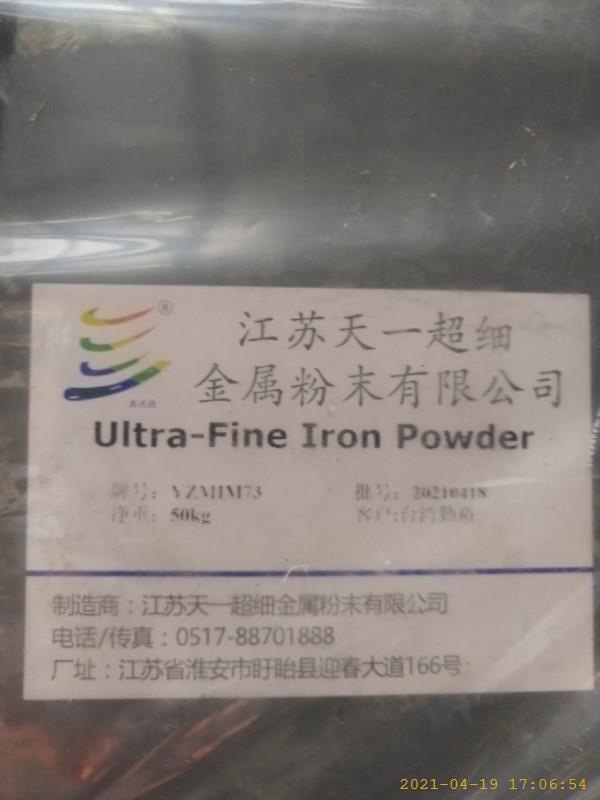 ®
江苏天一超细
金属粉末有限公司
Ultra-Fine Iron Powder
牌号：YZMIM73
批号：20210418
净重：50kg
客户:台湾勤裕
制造商：江苏天一超细金属粉末有限公司
电话/传真：0517-88701888
厂址：江苏省淮安市盱眙县迎春大道166号
2021-04-19 17:06:54